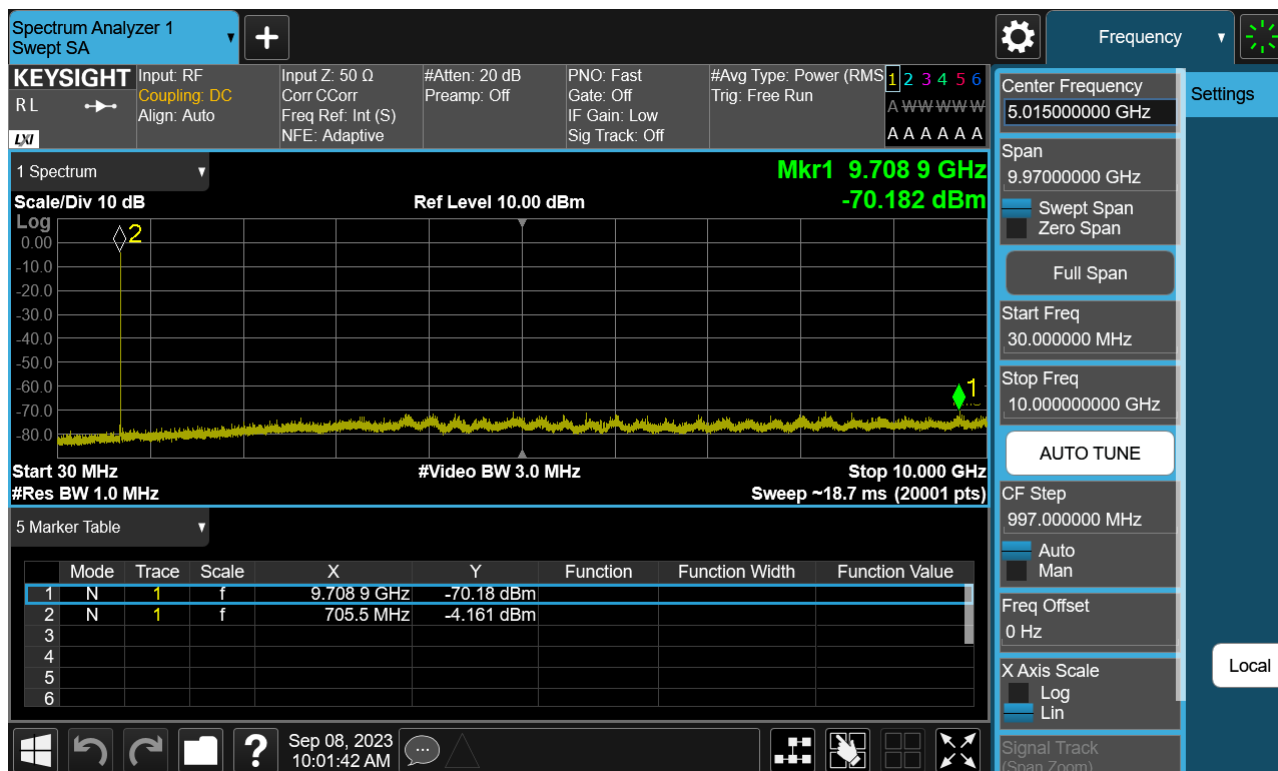 Spectrum Analyzer 1
Swept SA
Frequency
KEYSIGHT
R L
LXI
Input: RF
Coupling: DC
Align: Auto
Input Z: 50 Ω
Corr CCorr
Freq Ref: Int (S)
NFE: Adaptive
#Atten: 20 dB
Preamp: Off
PNO: Fast
Gate: Off
IF Gain: Low
Sig Track: Off
#Avg Type: Power (RMS
Trig: Free Run
1 2 3 4 5 6
A W W W W W
A A A A A A
1 Spectrum
Mkr1 9.708 9 GHz
-70.182 dBm
Scale/Div 10 dB
Ref Level 10.00 dBm
Log
0.00
-10.0
-20.0
-30.0
-40.0
-50.0
-60.0
-70.0
-80.0
2
1
Start 30 MHz
#Video BW 3.0 MHz
Stop 10.000 GHz
#Res BW 1.0 MHz
Sweep ~18.7 ms (20001 pts)
5 Marker Table
Mode Trace Scale X Y Function Function Width Function Value
1 N 1 f 9.708 9 GHz -70.18 dBm
2 N 1 f 705.5 MHz -4.161 dBm
3
4
5
6
Sep 08, 2023
10:01:42 AM
Center Frequency
5.015000000 GHz
Span
9.97000000 GHz
Swept Span
Zero Span
Full Span
Start Freq
30.000000 MHz
Stop Freq
10.000000000 GHz
AUTO TUNE
CF Step
997.000000 MHz
Auto
Man
Freq Offset
0 Hz
X Axis Scale
Log
Lin
Signal Track
(Span Zoom)
Settings
Local